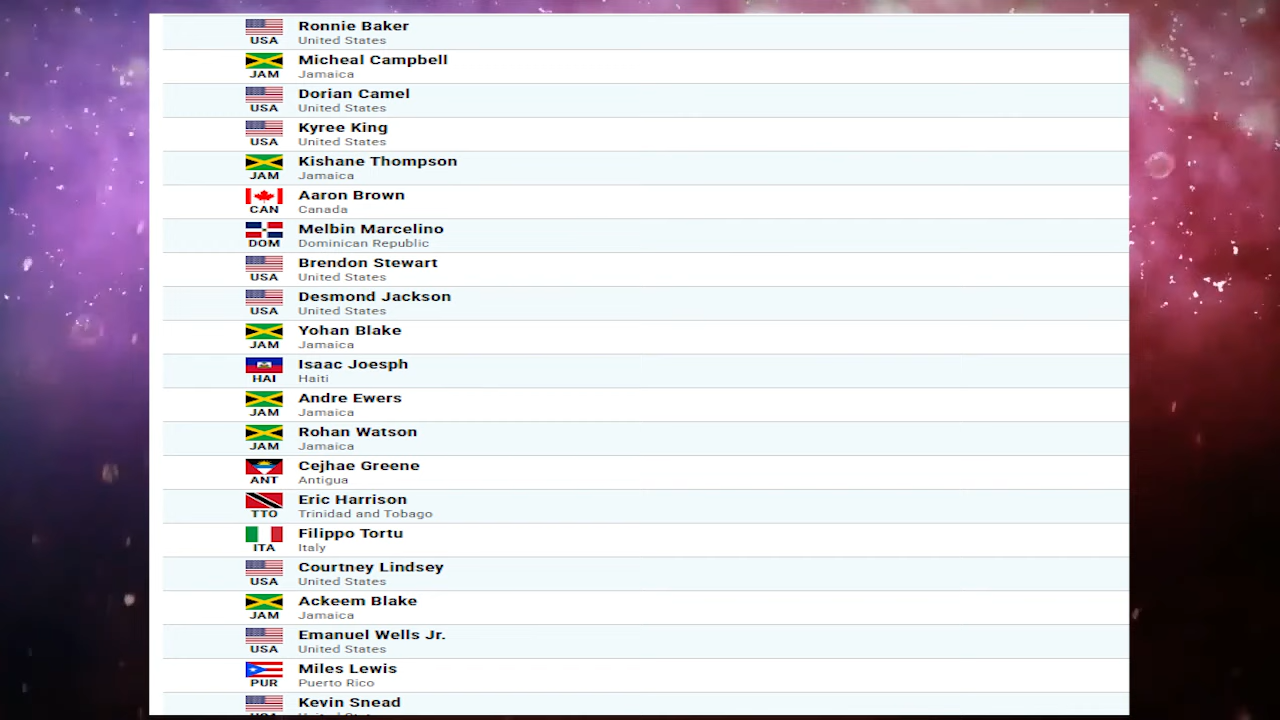 Ronnie Baker
USA United States
Micheal Campbell
JAM Jamaica
Dorian Camel
USA United States
Kyree King
USA United States
Kishane Thompson
JAM Jamaica
Aaron Brown
CAN Canada
Melbin Marcelino
DOM Dominican Republic
Brendon Stewart
USA United States
Desmond Jackson
USA United States
Yohan Blake
JAM Jamaica
Isaac Joesph
HAI Haiti
Andre Ewers
JAM Jamaica
Rohan Watson
JAM Jamaica
Cejhae Greene
ANT Antigua
Eric Harrison
TTO Trinidad and Tobago
Filippo Tortu
ITA Italy
Courtney Lindsey
USA United States
Ackeem Blake
JAM Jamaica
Emanuel Wells Jr.
USA United States
Miles Lewis
PUR Puerto Rico
Kevin Snead